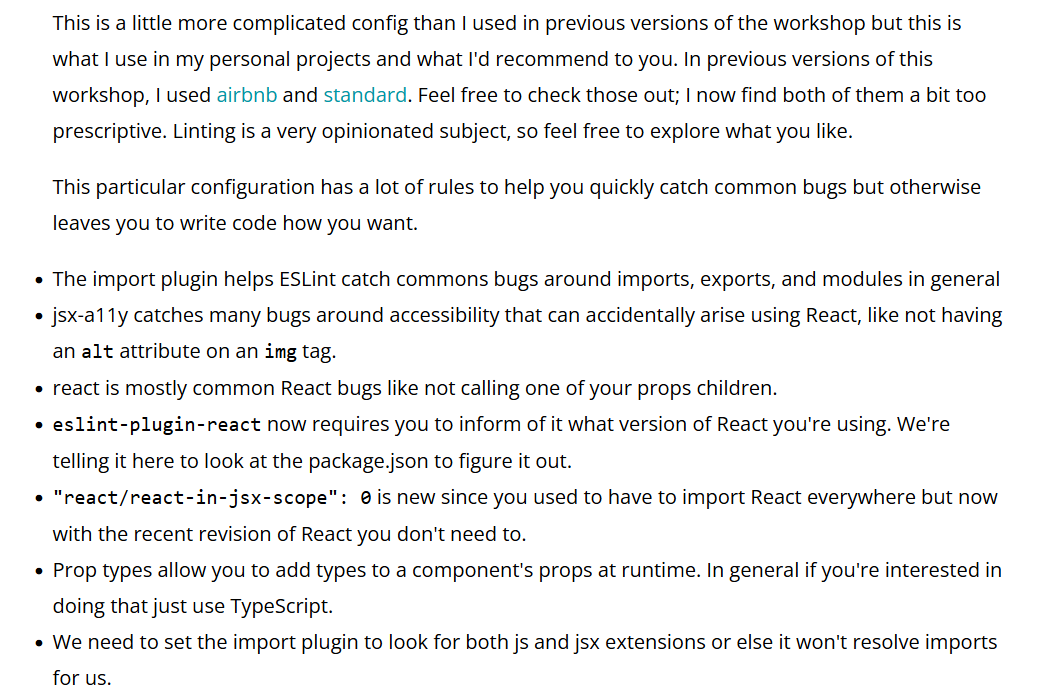 This is a little more complicated config than I used in previous versions of the workshop but this is
what I use in my personal projects and what I'd recommend to you. In previous versions of this
workshop, I used airbnb and standard. Feel free to check those out; I now find both of them a bit too
prescriptive. Linting is a very opinionated subject, so feel free to explore what you like.
This particular configuration has a lot of rules to help you quickly catch common bugs but otherwise
leaves you to write code how you want.
• The import plugin helps ESLint catch commons bugs around imports, exports, and modules in general
• jsx-a11y catches many bugs around accessibility that can accidentally arise using React, like not having
an alt attribute on an img tag.
• react is mostly common React bugs like not calling one of your props children.
• eslint-plugin-react now requires you to inform of it what version of React you're using. We're
telling it here to look at the package.json to figure it out.
• "react/react-in-jsx-scope": 0 is new since you used to have to import React everywhere but now
with the recent revision of React you don't need to.
• Prop types allow you to add types to a component's props at runtime. In general if you're interested in
doing that just use TypeScript.
• We need to set the import plugin to look for both js and jsx extensions or else it won't resolve imports
for us.